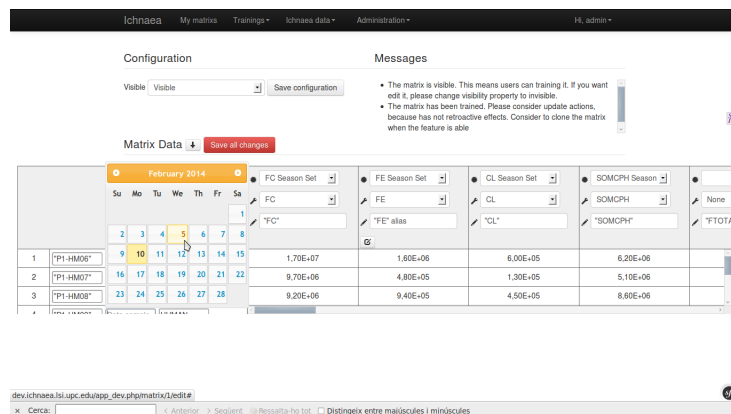 Ichnaea My matrixs Trainings Ichnaea data Administration Hi, admin
Configuration Messages
Visible Visible Save configuration
The matrix is visible. This means users can training it. If you want
edit it, please change visibility property to invisible.
The matrix has been trained. Please consider update actions,
because has not retroactive effects. Consider to clone the matrix
when the feature is able
Matrix Data Save all changes
February 2014
Su Mo Tu We Th Fr Sa
1
2 3 4 5 6 7 8
9 10 11 12 13 14 15
16 17 18 19 20 21 22
23 24 25 26 27 28
FC Season Set FE Season Set CL Season Set SOMCPH Season
FC FE CL SOMCPH None
"FC" "FE" alias "CL" "SOMCPH" "FTOTA
1 "P1-HM06" 1,70E+07 1,60E+06 6,00E+05 6,20E+06
2 "P1-HM07" 9,70E+06 4,80E+05 1,30E+05 5,10E+06
3 "P1-HM08" 9,20E+06 9,40E+05 4,50E+05 8,60E+06
dev.ichnaea.lsi.upc.edu/app_dev.php/matrix/1/edit#
× Cerca: Anterior Següent Ressalta-ho tot Distingeix entre majúscules i minúscules